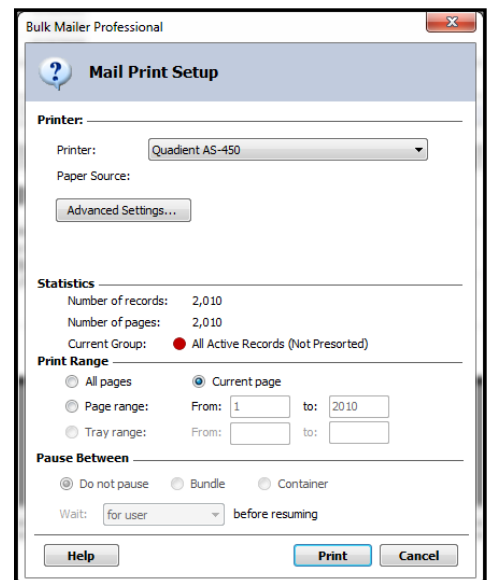 Bulk Mailer Professional
Mail Print Setup
Printer:
Printer: Quadient AS-450
Paper Source:
Advanced Settings...
Statistics
Number of records: 2,010
Number of pages: 2,010
Current Group: All Active Records (Not Presorted)
Print Range
All pages Current page
Page range: From: 1 to: 2010
Tray range: From: to:
Pause Between
Do not pause Bundle Container
Wait: for user before resuming
Help Print Cancel